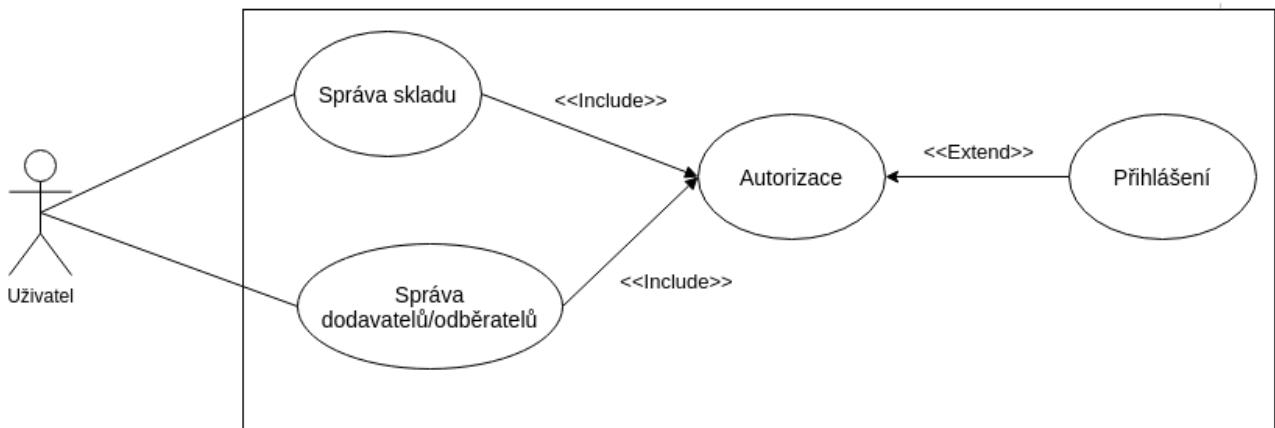 Správa skladu
<<Include>>
<<Extend>>
Autorizace
Přihlášení
Uživatel
Správa
dodavatelů/odběratelů
<<Include>>